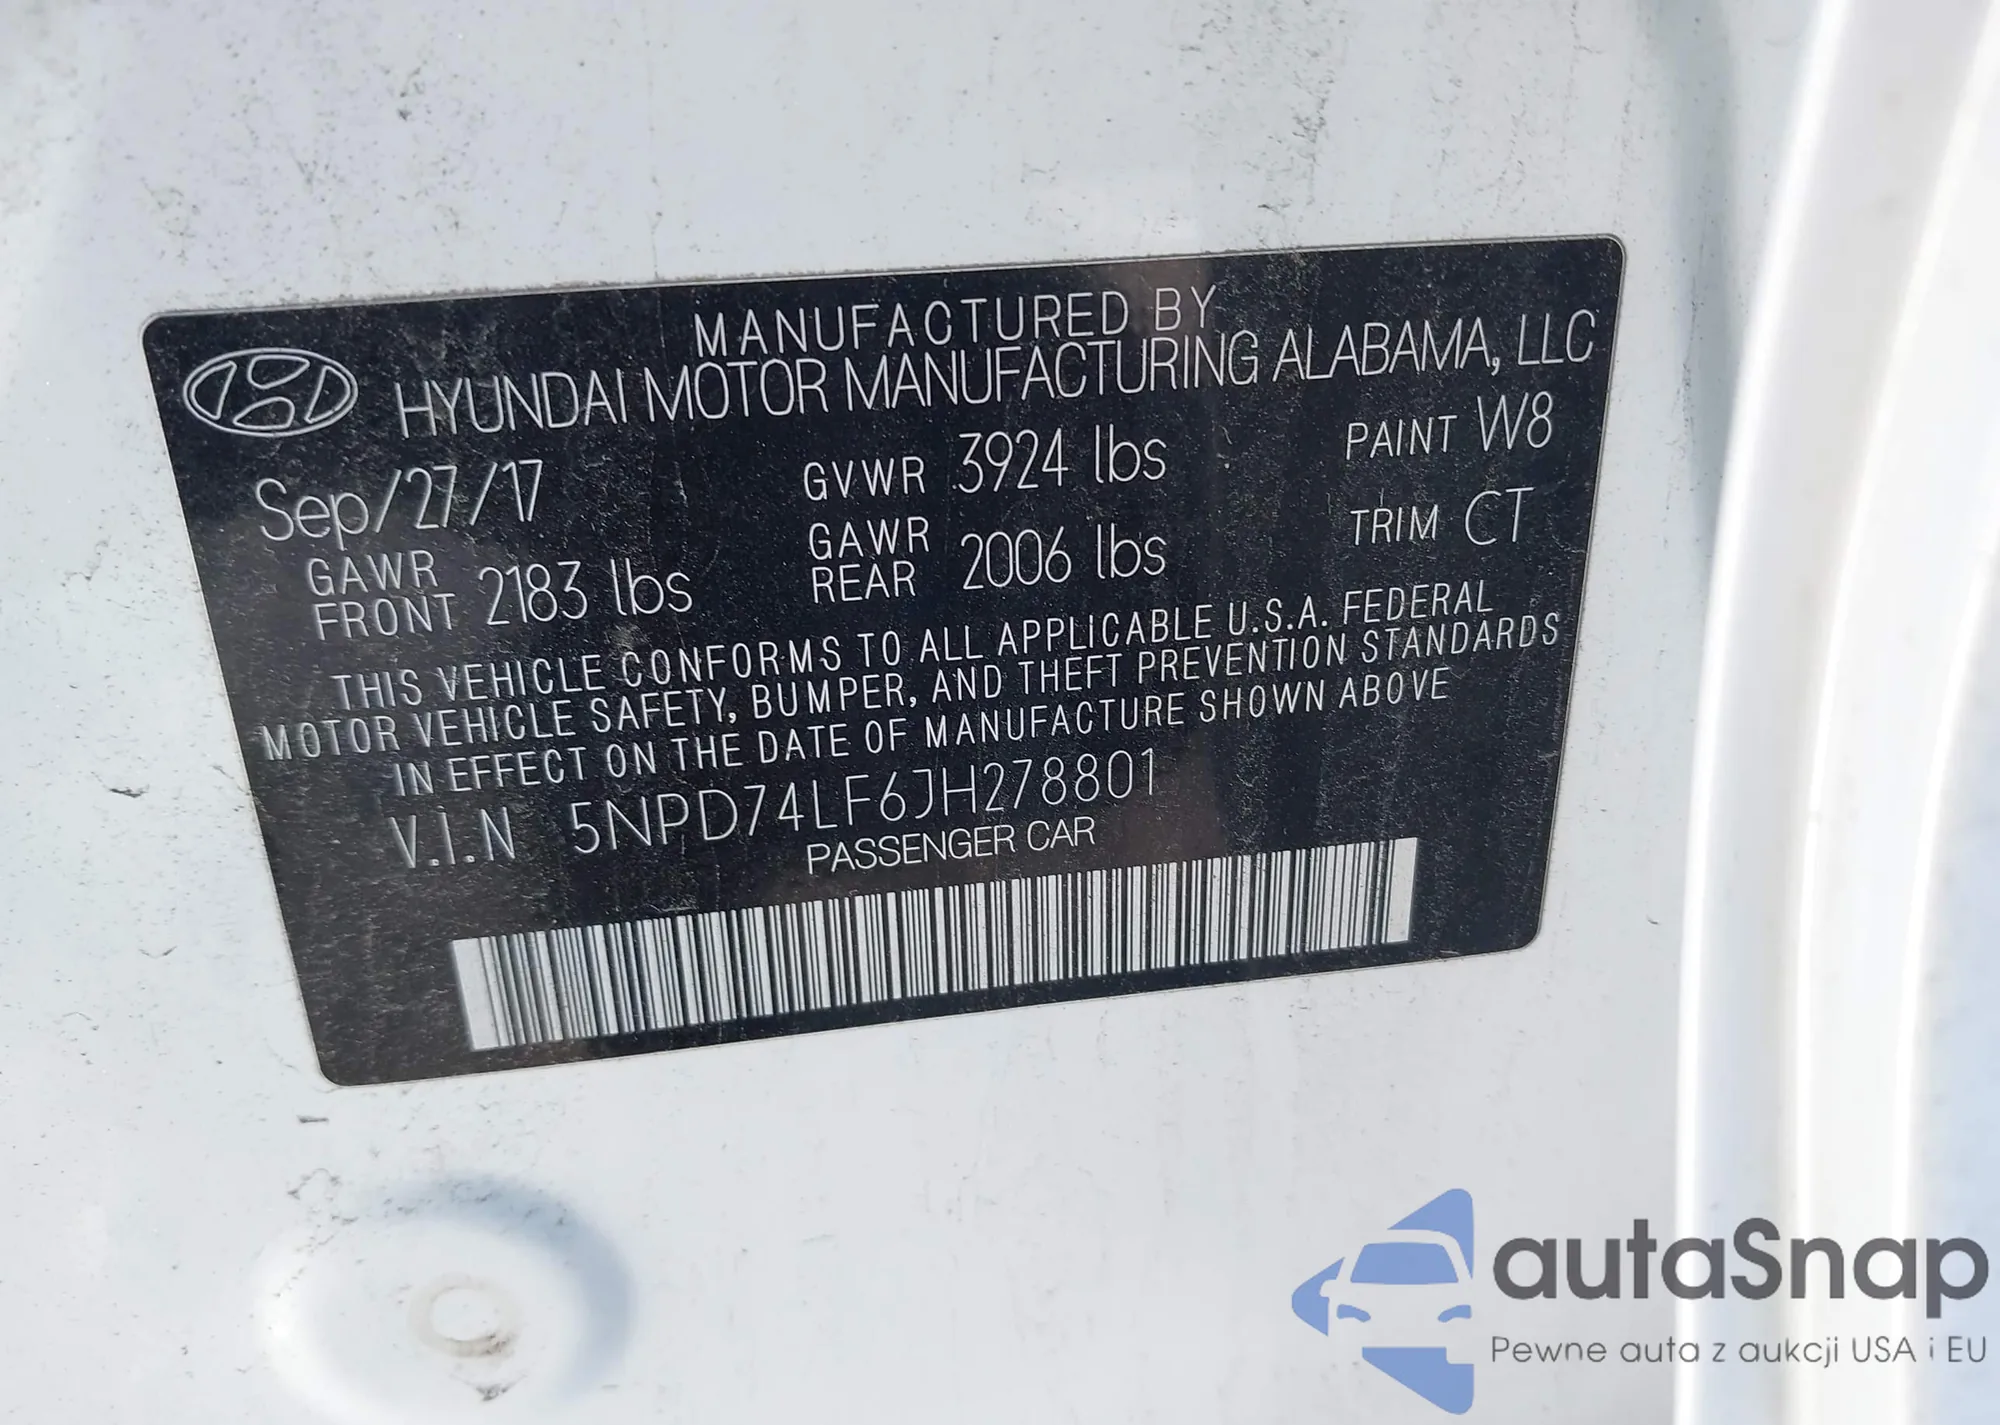 MANUFACTURED BY
HYUNDAI MOTOR MANUFACTURING ALABAMA, LLC
Sep/27/17 GVWR 3924 lbs PAINT W8
GAWR FRONT 2183 lbs GAWR REAR 2006 lbs TRIM CT
THIS VEHICLE CONFORMS TO ALL APPLICABLE U.S.A. FEDERAL
MOTOR VEHICLE SAFETY, BUMPER, AND THEFT PREVENTION STANDARDS
IN EFFECT ON THE DATE OF MANUFACTURE SHOWN ABOVE
V.I.N 5NPD74LF6JH278801
PASSENGER CAR
autaSnap
Pewne auta z aukcji USA i EU